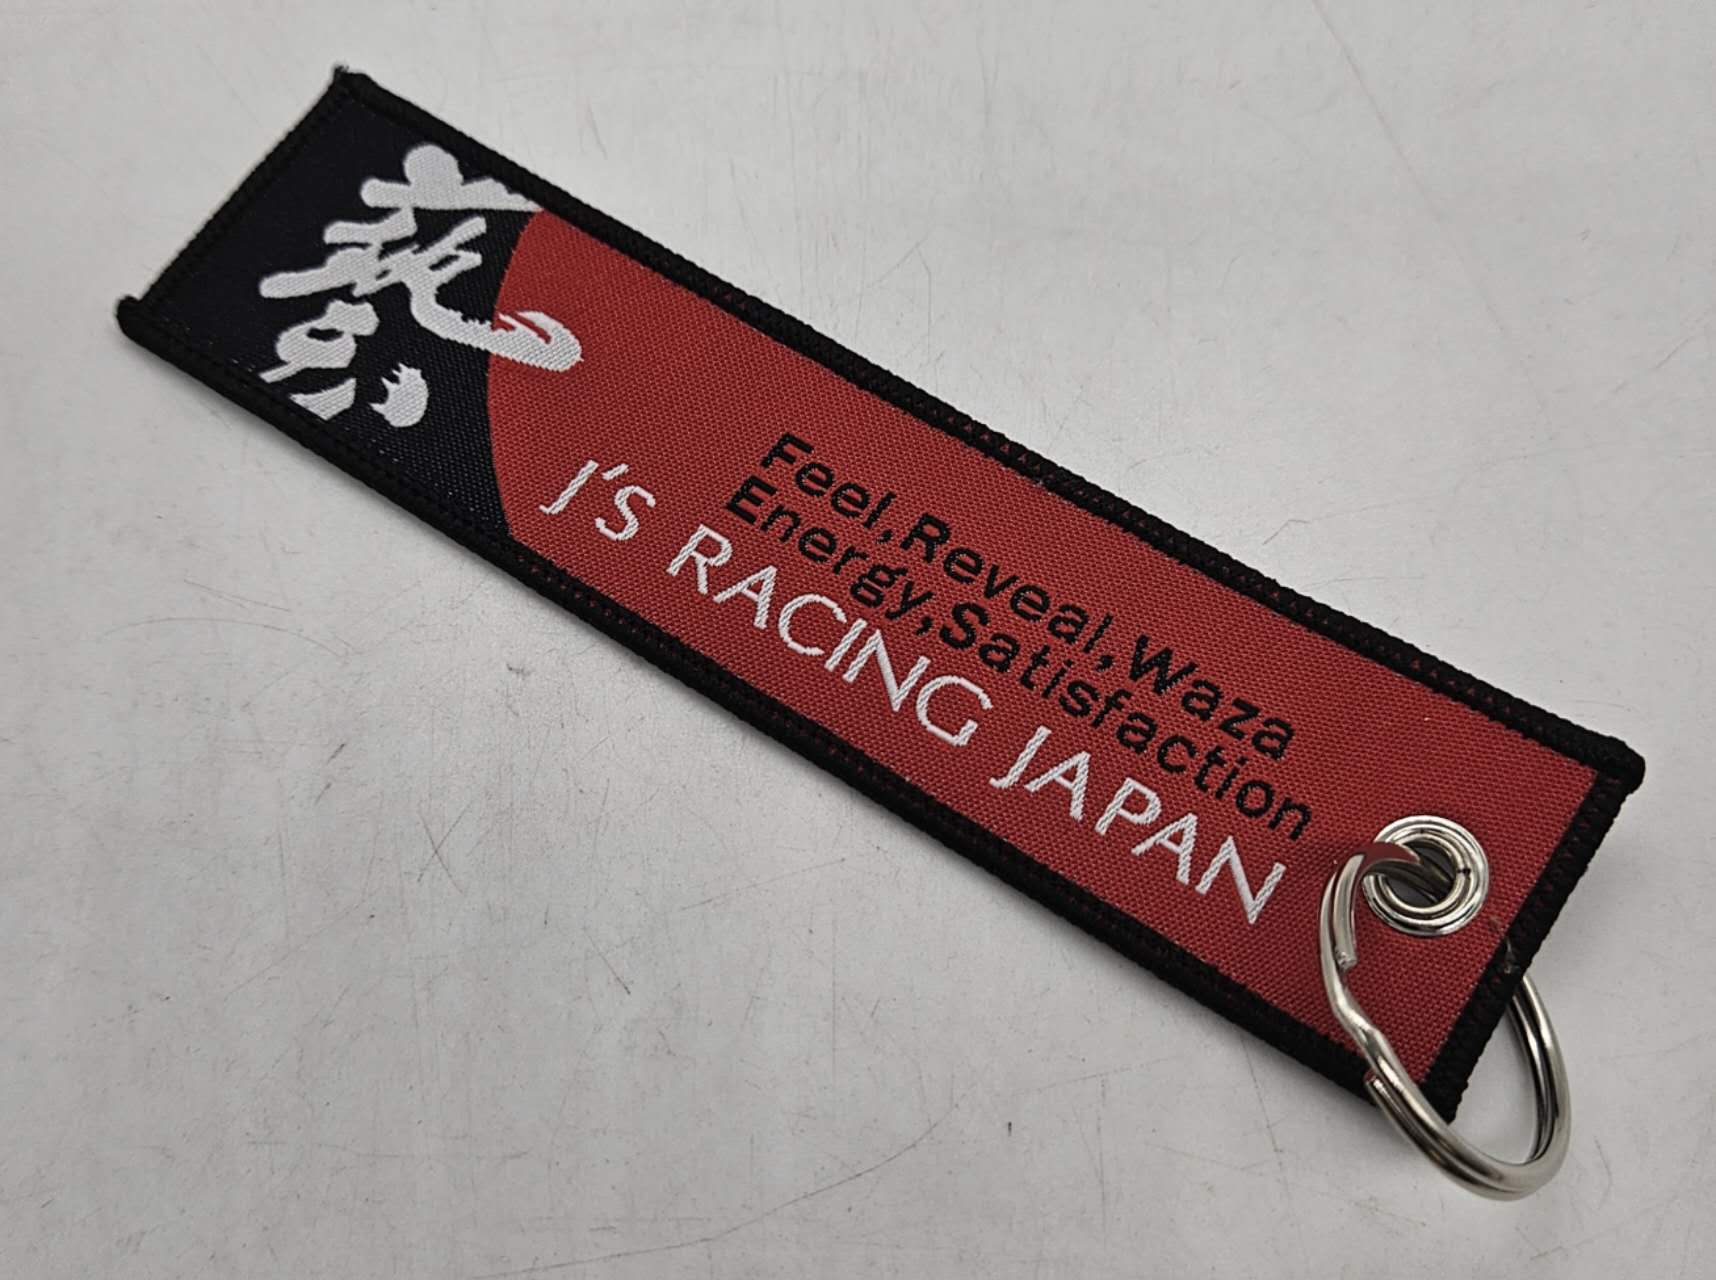 Feel,Reveal,Waza
Energy,Satisfaction
J'S RACING JAPAN